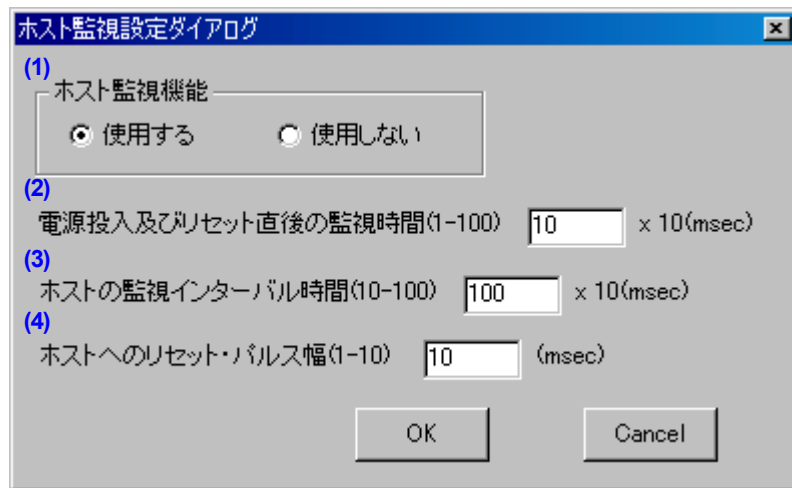 ホスト監視設定ダイアログ
(1)
ホスト監視機能
使用する 使用しない
(2)
電源投入及びリセット直後の監視時間(1-100) 10 x 10(msec)
(3)
ホストの監視インターバル時間(10-100) 100 x 10(msec)
(4)
ホストへのリセット・パルス幅(1-10) 10 (msec)
OK Cancel